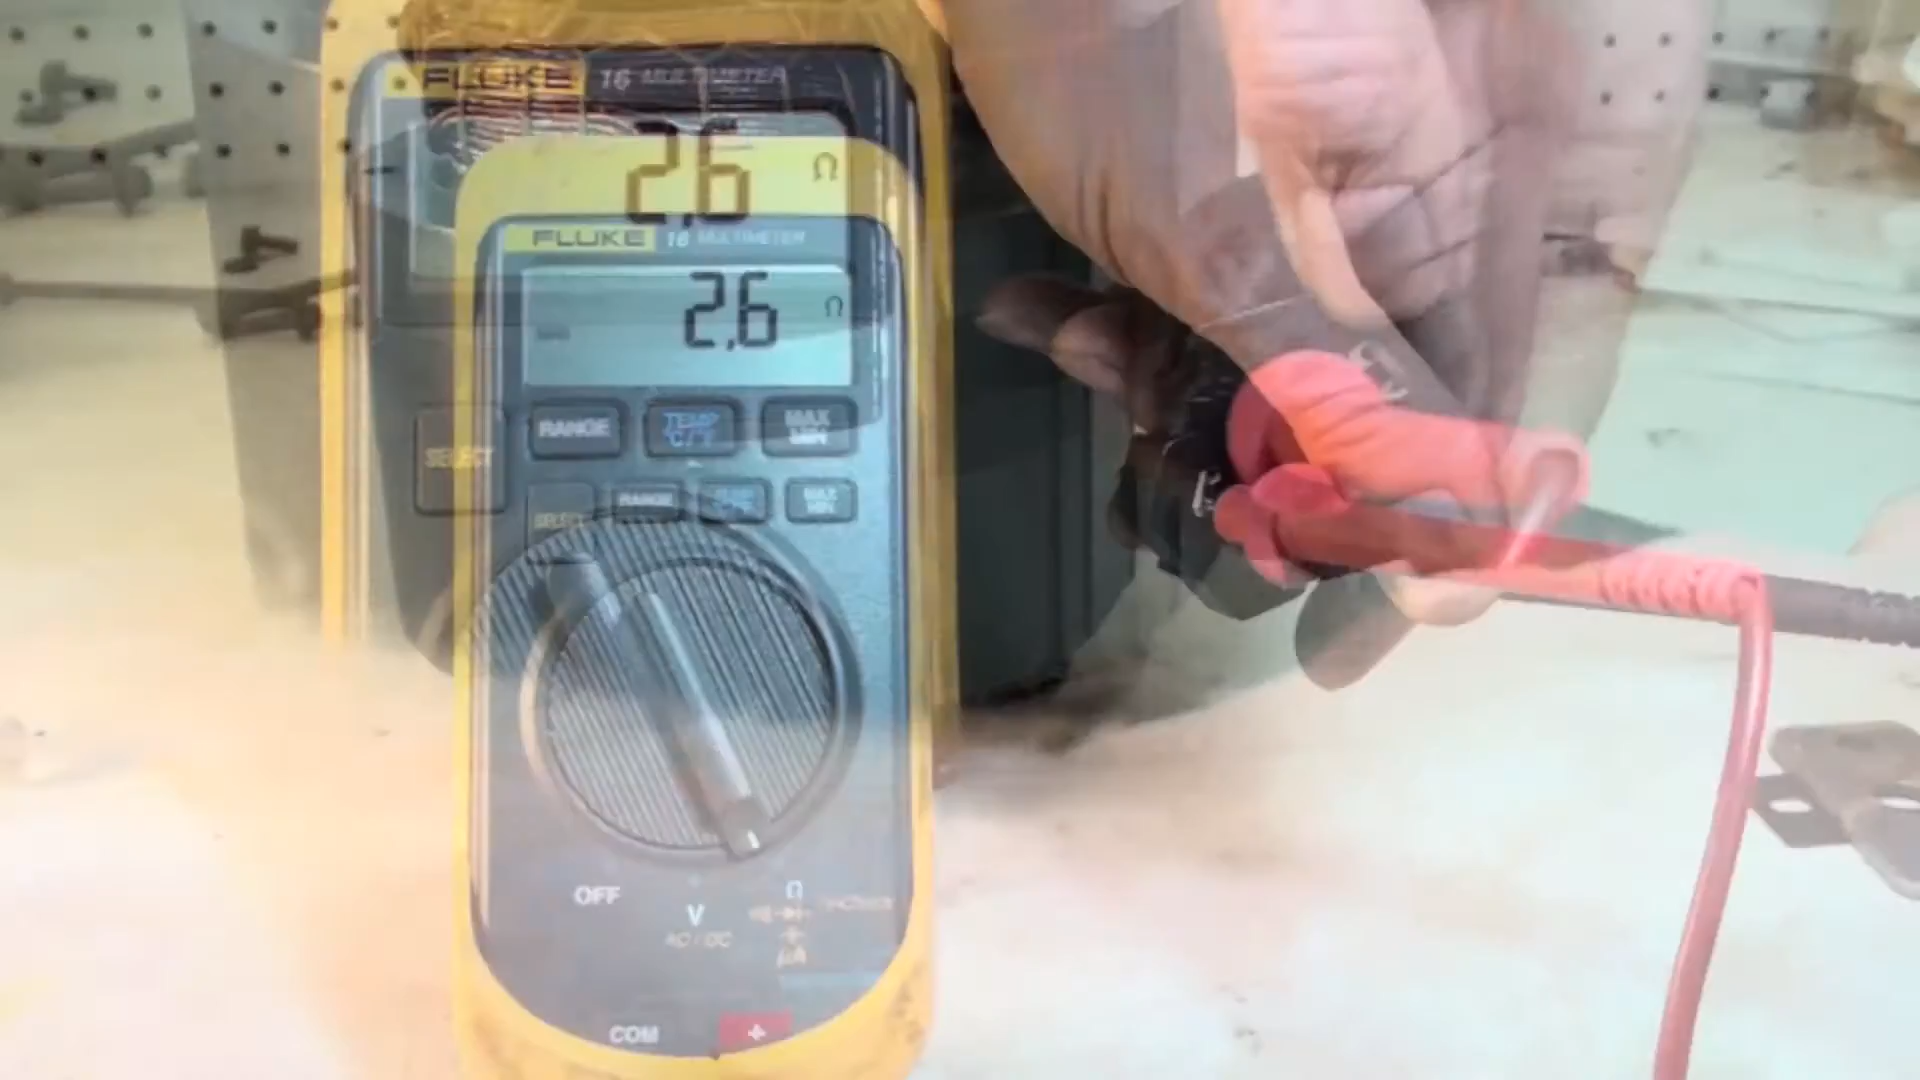 FLUKE 16 MULTIMETER
2.6 Ω
FLUKE 16 MULTIMETER
2.6 Ω
RANGE
TEMP
°C/°F
MAX
MIN
SELECT
RANGE
MAX
MIN
SELECT
OFF
V
AC / DC
Ω
µA
COM
+